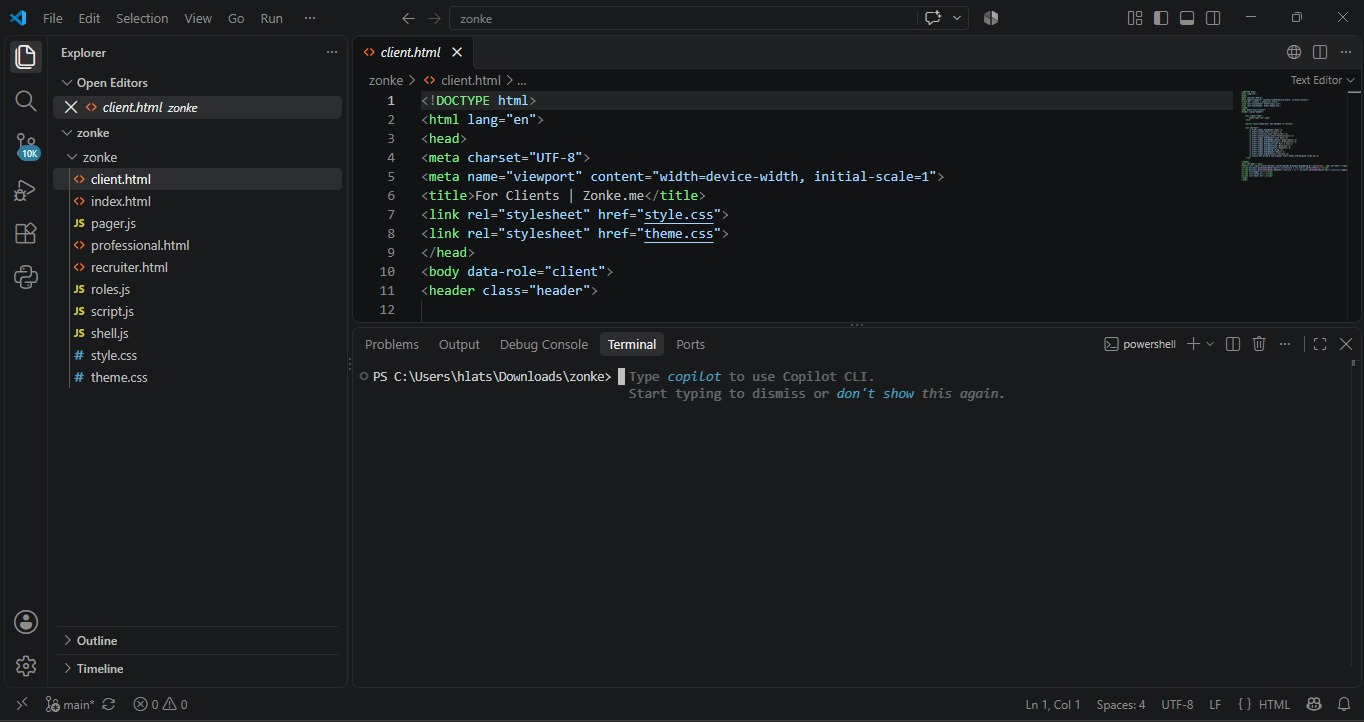 File Edit Selection View Go Run ···
zonke
Explorer ···
Open Editors
client.html zonke
zonke
zonke
client.html
index.html
JS pager.js
professional.html
recruiter.html
JS roles.js
JS script.js
JS shell.js
# style.css
# theme.css
Outline
Timeline
10K
client.html
zonke > client.html > ...
Text Editor
1 <!DOCTYPE html>
2 <html lang="en">
3 <head>
4 <meta charset="UTF-8">
5 <meta name="viewport" content="width=device-width, initial-scale=1">
6 <title>For Clients | Zonke.me</title>
7 <link rel="stylesheet" href="style.css">
8 <link rel="stylesheet" href="theme.css">
9 </head>
10 <body data-role="client">
11 <header class="header">
12
Problems Output Debug Console Terminal Ports
powershell
PS C:\Users\hlats\Downloads\zonke> Type copilot to use Copilot CLI.
Start typing to dismiss or don't show this again.
main* 0 0
Ln 1, Col 1 Spaces: 4 UTF-8 LF { } HTML